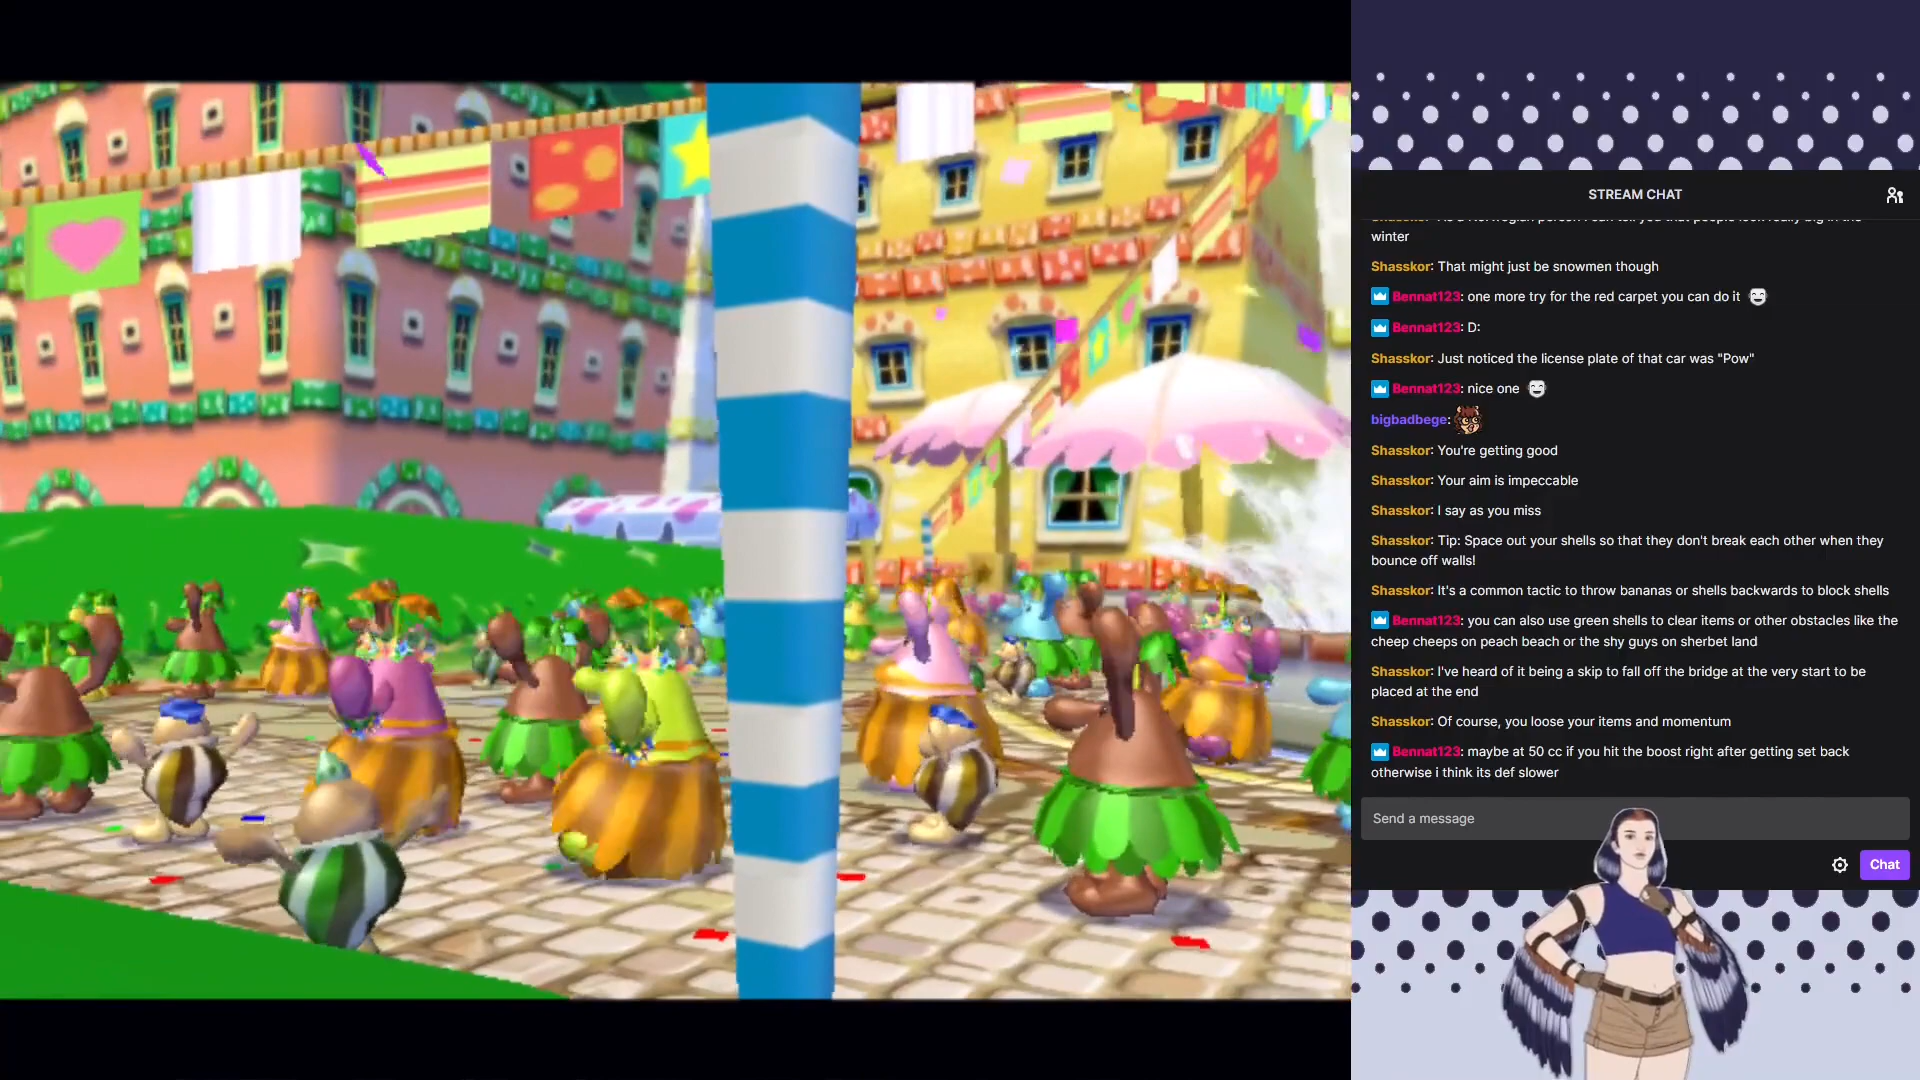 STREAM CHAT
winter
Shasskor: That might just be snowmen though
Bennat123: one more try for the red carpet you can do it
Bennat123: D:
Shasskor: Just noticed the license plate of that car was "Pow"
Bennat123: nice one
bigbadbege:
Shasskor: You're getting good
Shasskor: Your aim is impeccable
Shasskor: I say as you miss
Shasskor: Tip: Space out your shells so that they don't break each other when they
bounce off walls!
Shasskor: It's a common tactic to throw bananas or shells backwards to block shells
Bennat123: you can also use green shells to clear items or other obstacles like the
cheep cheeps on peach beach or the shy guys on sherbet land
Shasskor: I've heard of it being a skip to fall off the bridge at the very start to be
placed at the end
Shasskor: Of course, you loose your items and momentum
Bennat123: maybe at 50 cc if you hit the boost right after getting set back
otherwise i think its def slower
Send a message
Chat